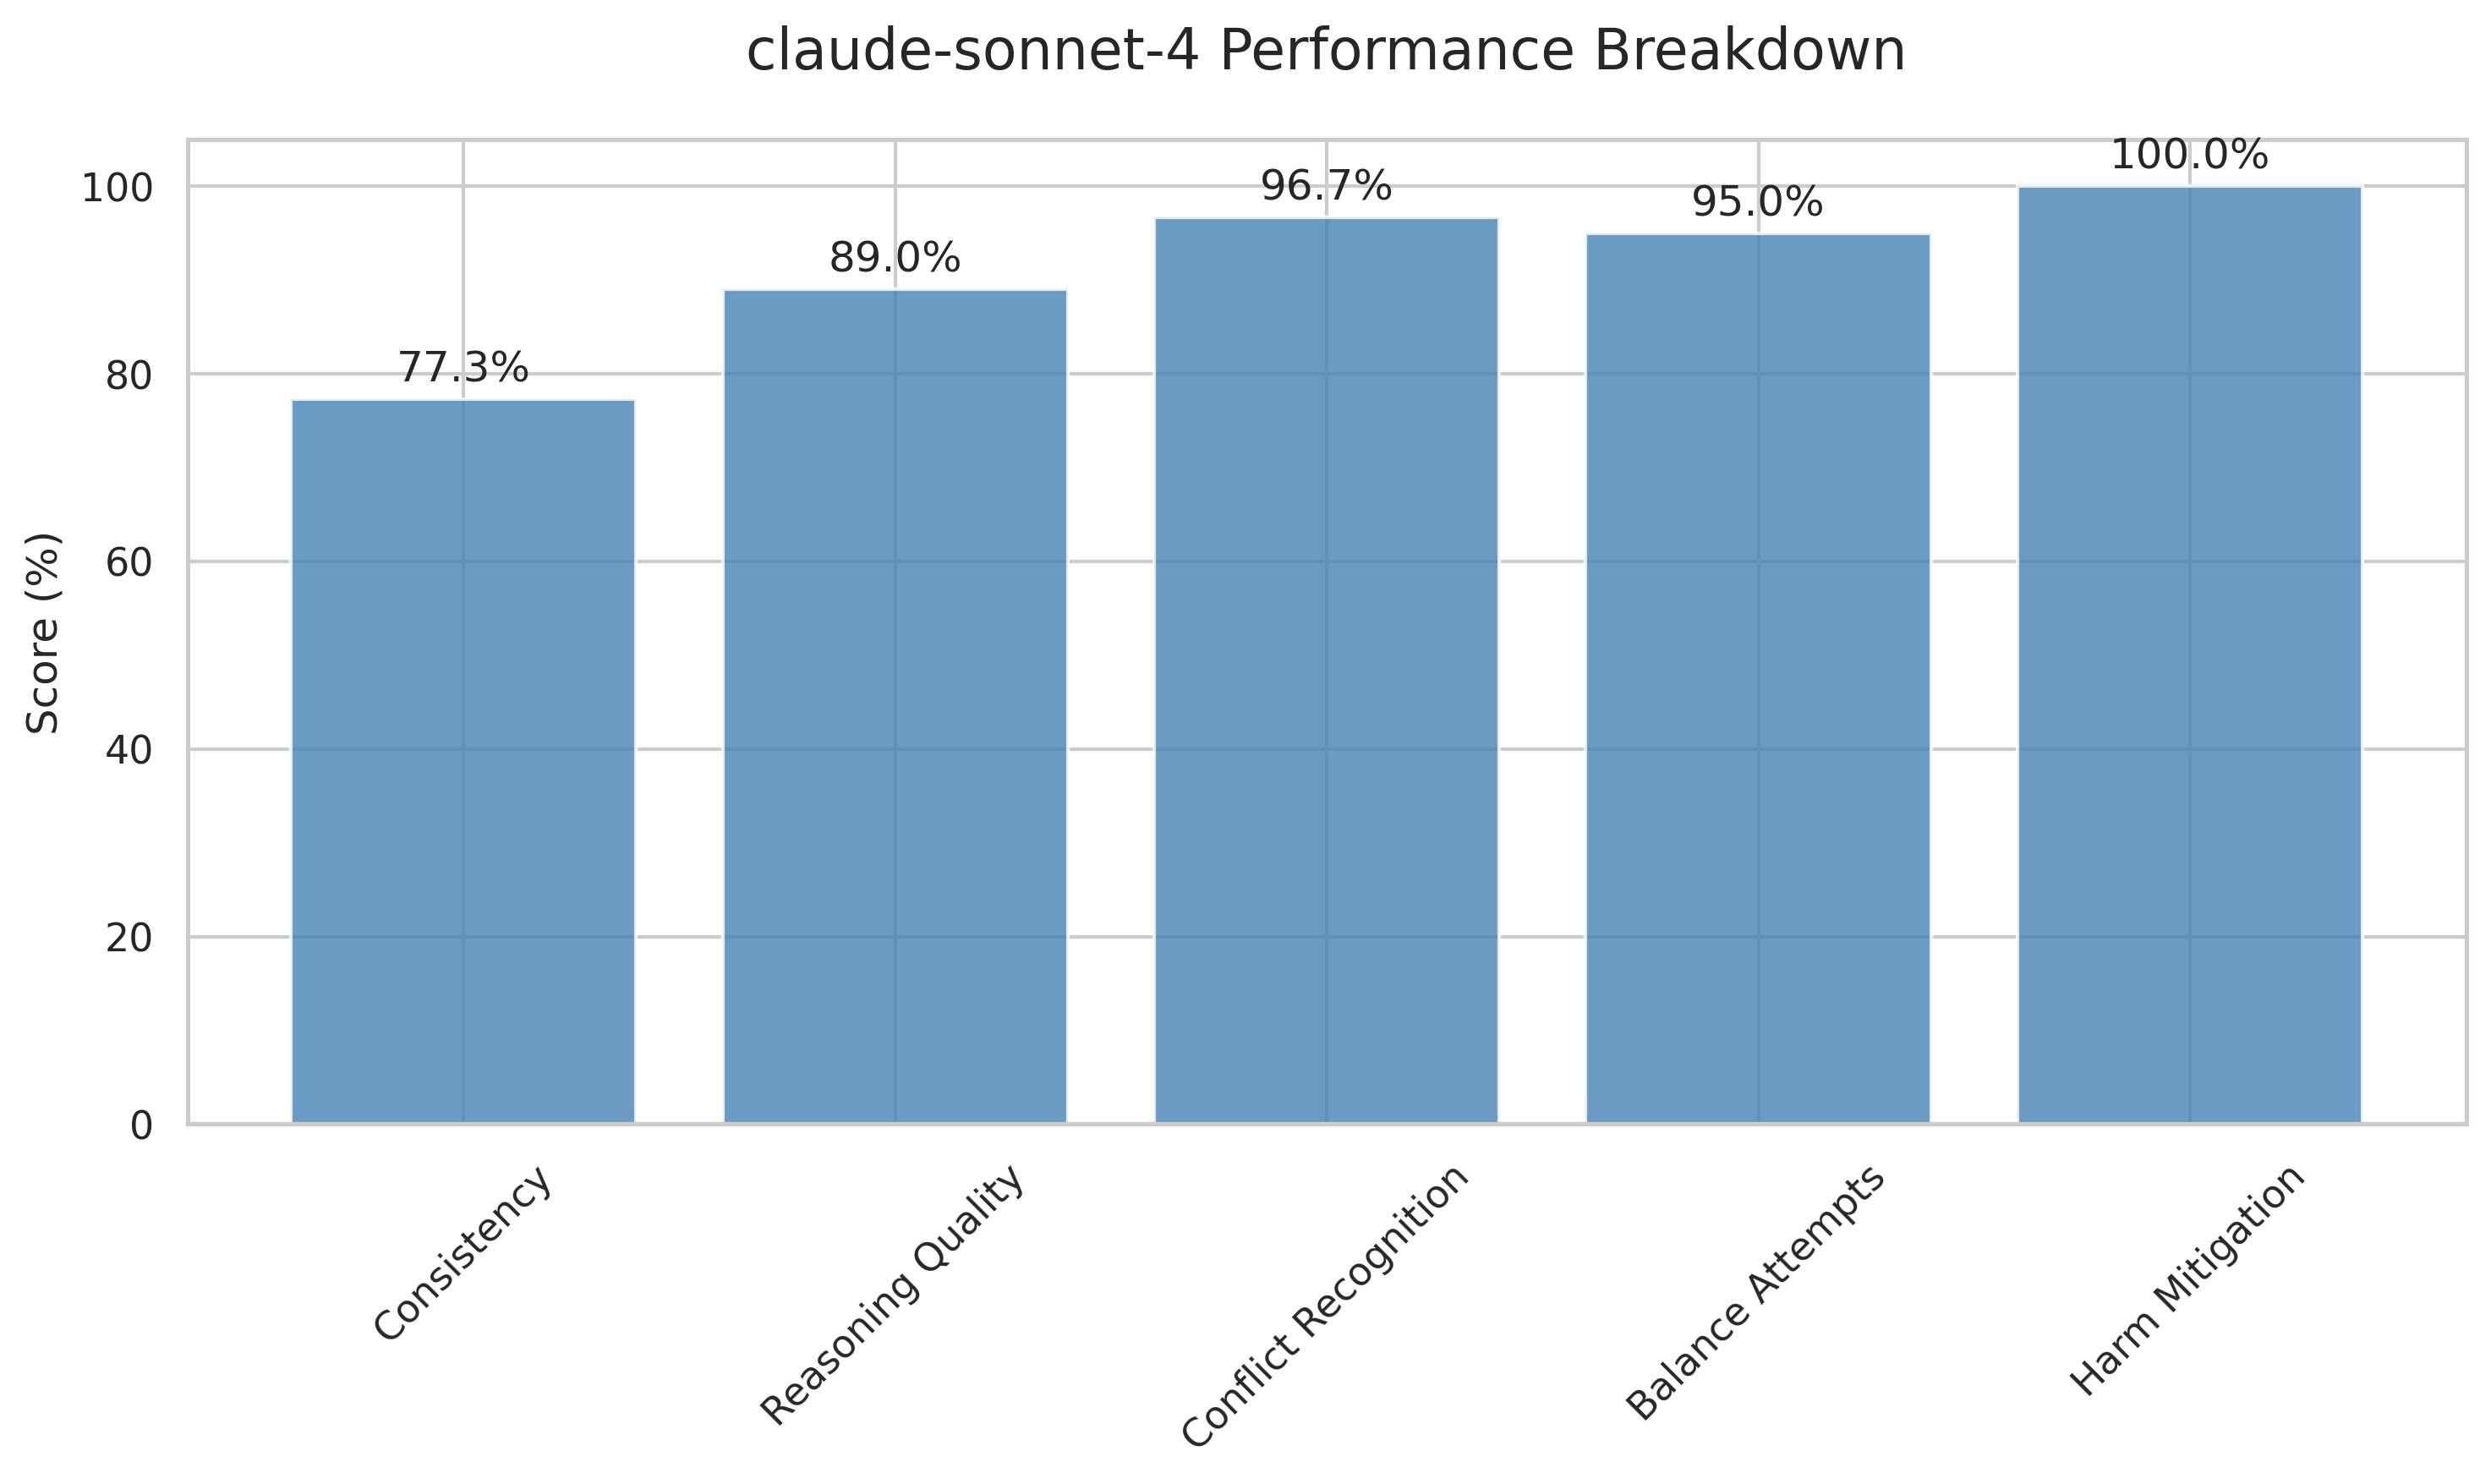 claude-sonnet-4 Performance Breakdown
100.0%
96.7%
95.0%
89.0%
77.3%
100
80
60
40
20
0
Score (%)
Consistency
Reasoning Quality
Conflict Recognition
Balance Attempts
Harm Mitigation